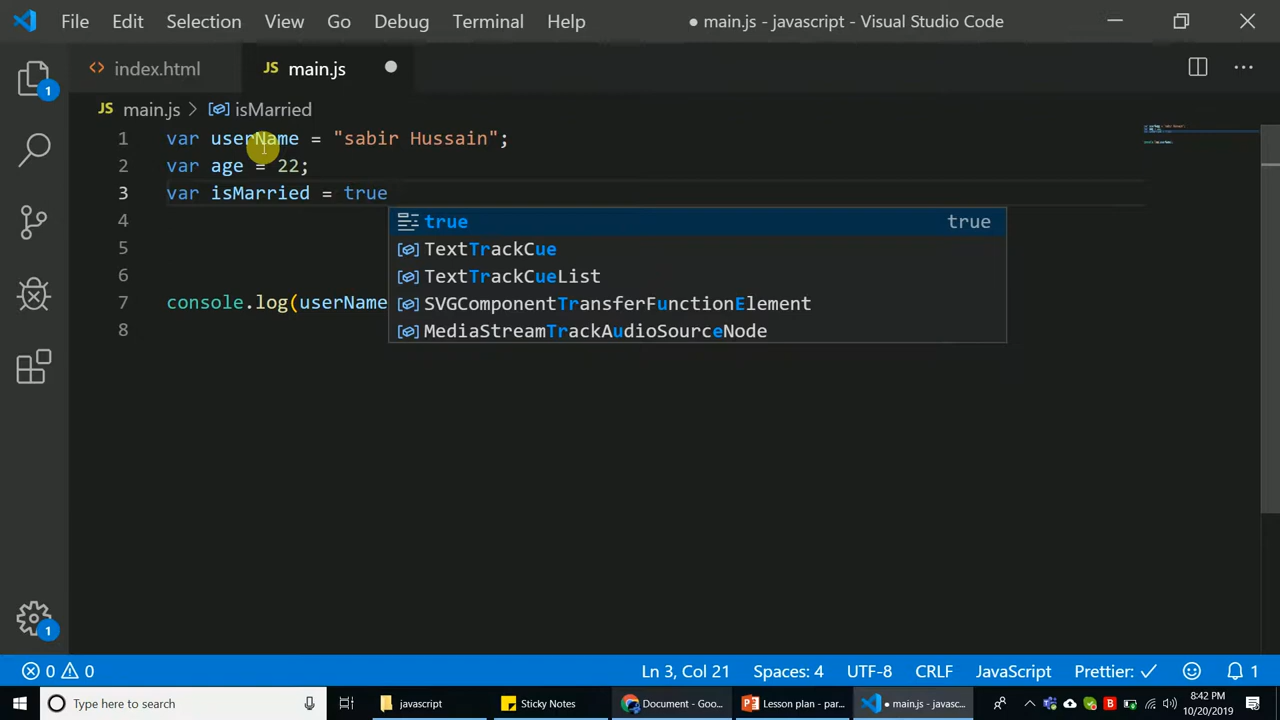 File Edit Selection View Go Debug Terminal Help ● main.js - javascript - Visual Studio Code
index.html JS main.js
JS main.js > isMarried
1 var userName = "sabir Hussain";
2 var age = 22;
3 var isMarried = true
true true
4
TextTrackCue
5
TextTrackCueList
6
SVGComponentTransferFunctionElement
7 console.log(userName
MediaStreamTrackAudioSourceNode
8
1
1
0 0 Ln 3, Col 21 Spaces: 4 UTF-8 CRLF JavaScript Prettier: ✓ 1
Type here to search javascript Sticky Notes Document - Goo... Lesson plan - par... ● main.js - javasc... 8:42 PM
10/20/2019